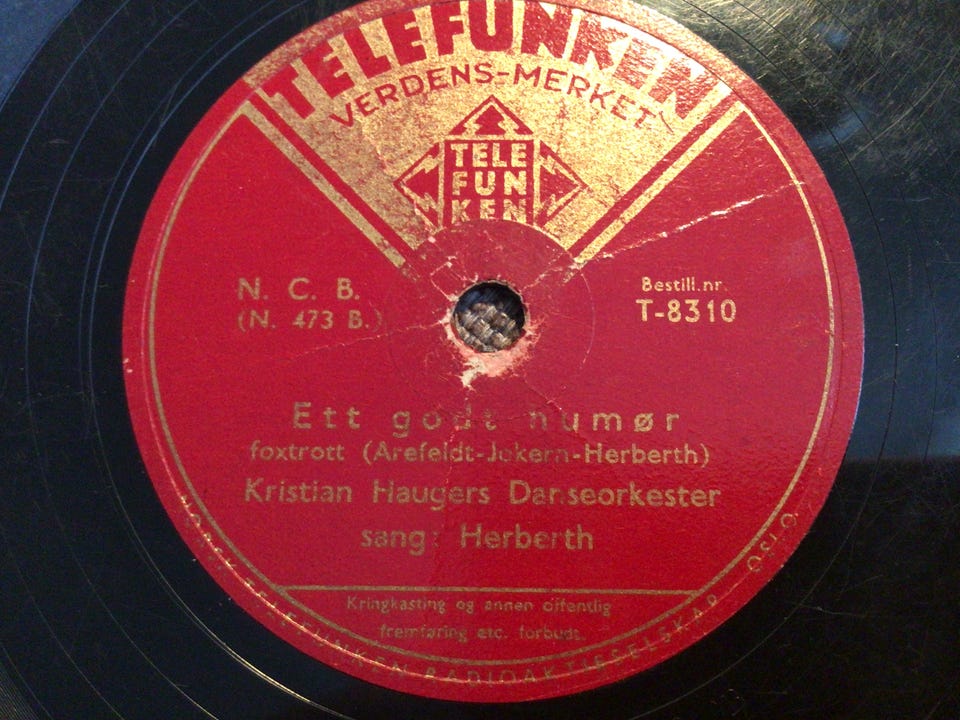 TELEFUNKEN
VERDENS-MERKET
TELE
FUN
KEN
N. C. B.
(N. 473 B.)
Bestill.nr.
T-8310
Ett godt humør
foxtrott (Arefeldt-Jokern-Herberth)
Kristian Haugers Danseorkester
sang: Herberth
Kringkasting og annen offentlig
fremføring etc. forbudt.
NORSK TELEFUNKEN RADIOAKTIESELSKAP OSLO